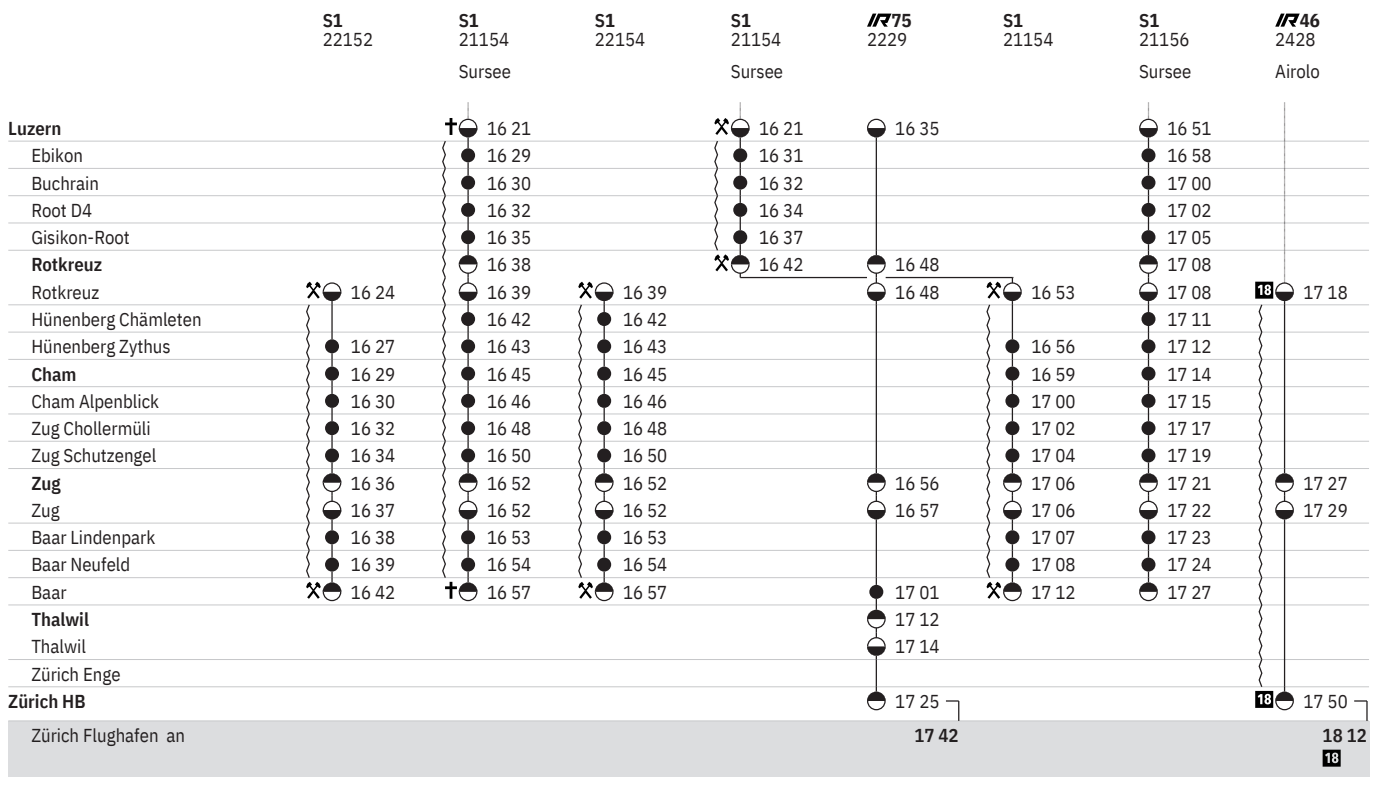 S1 S1 S1 S1 IR75 S1 S1 IR46
22152 21154 22154 21154 2229 21154 21156 2428
Sursee Sursee Sursee Airolo
Luzern 16 21 16 21 16 35 16 51
Ebikon 16 29 16 31 16 58
Buchrain 16 30 16 32 17 00
Root D4 16 32 16 34 17 02
Gisikon-Root 16 35 16 37 17 05
Rotkreuz 16 38 16 42 16 48 17 08
Rotkreuz 16 24 16 39 16 39 16 48 16 53 17 08 18 17 18
Hünenberg Chämleten 16 42 16 42 17 11
Hünenberg Zythus 16 27 16 43 16 43 16 56 17 12
Cham 16 29 16 45 16 45 16 59 17 14
Cham Alpenblick 16 30 16 46 16 46 17 00 17 15
Zug Chollermüli 16 32 16 48 16 48 17 02 17 17
Zug Schutzengel 16 34 16 50 16 50 17 04 17 19
Zug 16 36 16 52 16 52 16 56 17 06 17 21 17 27
Zug 16 37 16 52 16 52 16 57 17 06 17 22 17 29
Baar Lindenpark 16 38 16 53 16 53 17 07 17 23
Baar Neufeld 16 39 16 54 16 54 17 08 17 24
Baar 16 42 16 57 16 57 17 01 17 12 17 27
Thalwil 17 12
Thalwil 17 14
Zürich Enge
Zürich HB 17 25 18 17 50
Zürich Flughafen an 17 42 18 12
18